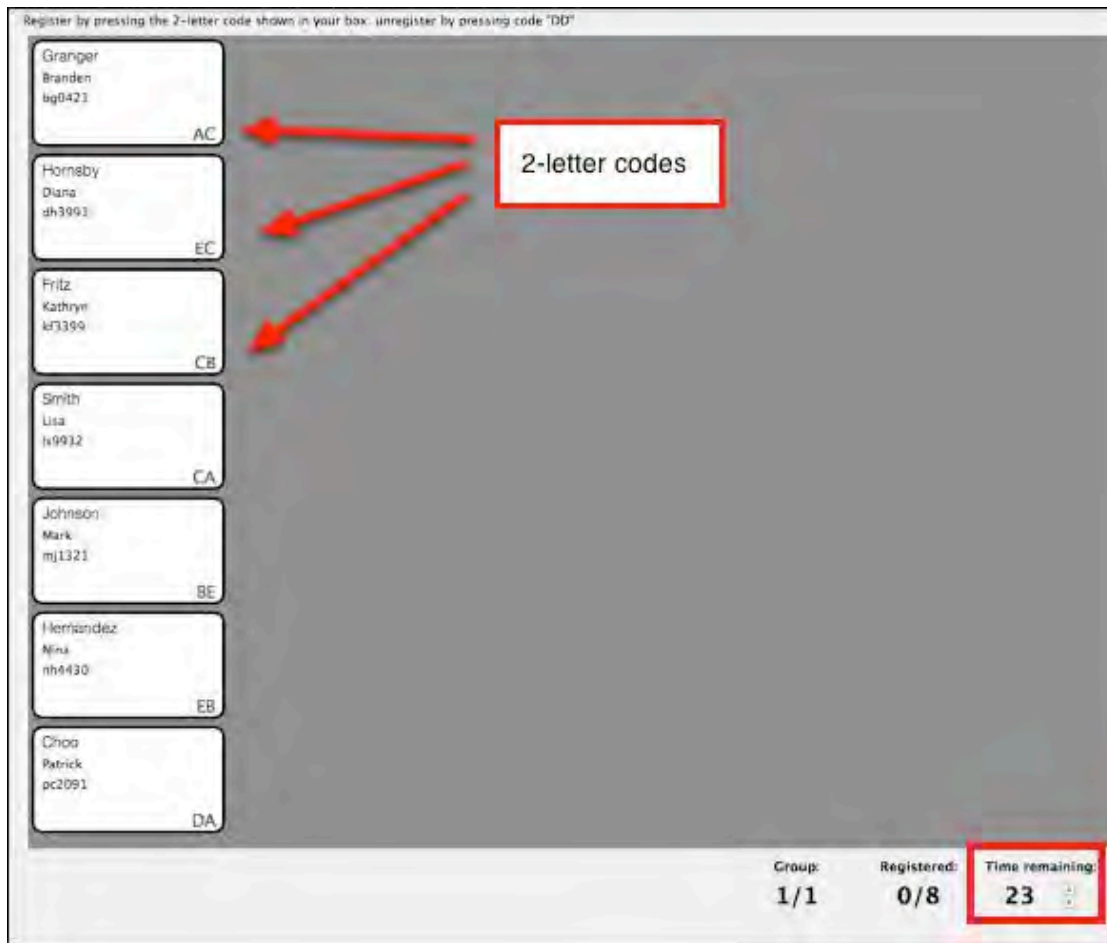 Register by pressing the 2-letter code shown in your box. unregister by pressing code "DD"
Granger
Branden
bg0421
AC
2-letter codes
Hornsby
Diana
dh3991
EC
Fritz
Kathryn
kf3399
CB
Smith
Lisa
ls9932
CA
Johnson
Mark
mj1321
BE
Hernandez
Nina
nh4430
EB
Choo
Patrick
pc2091
DA
Group:
1/1
Registered:
0/8
Time remaining:
23